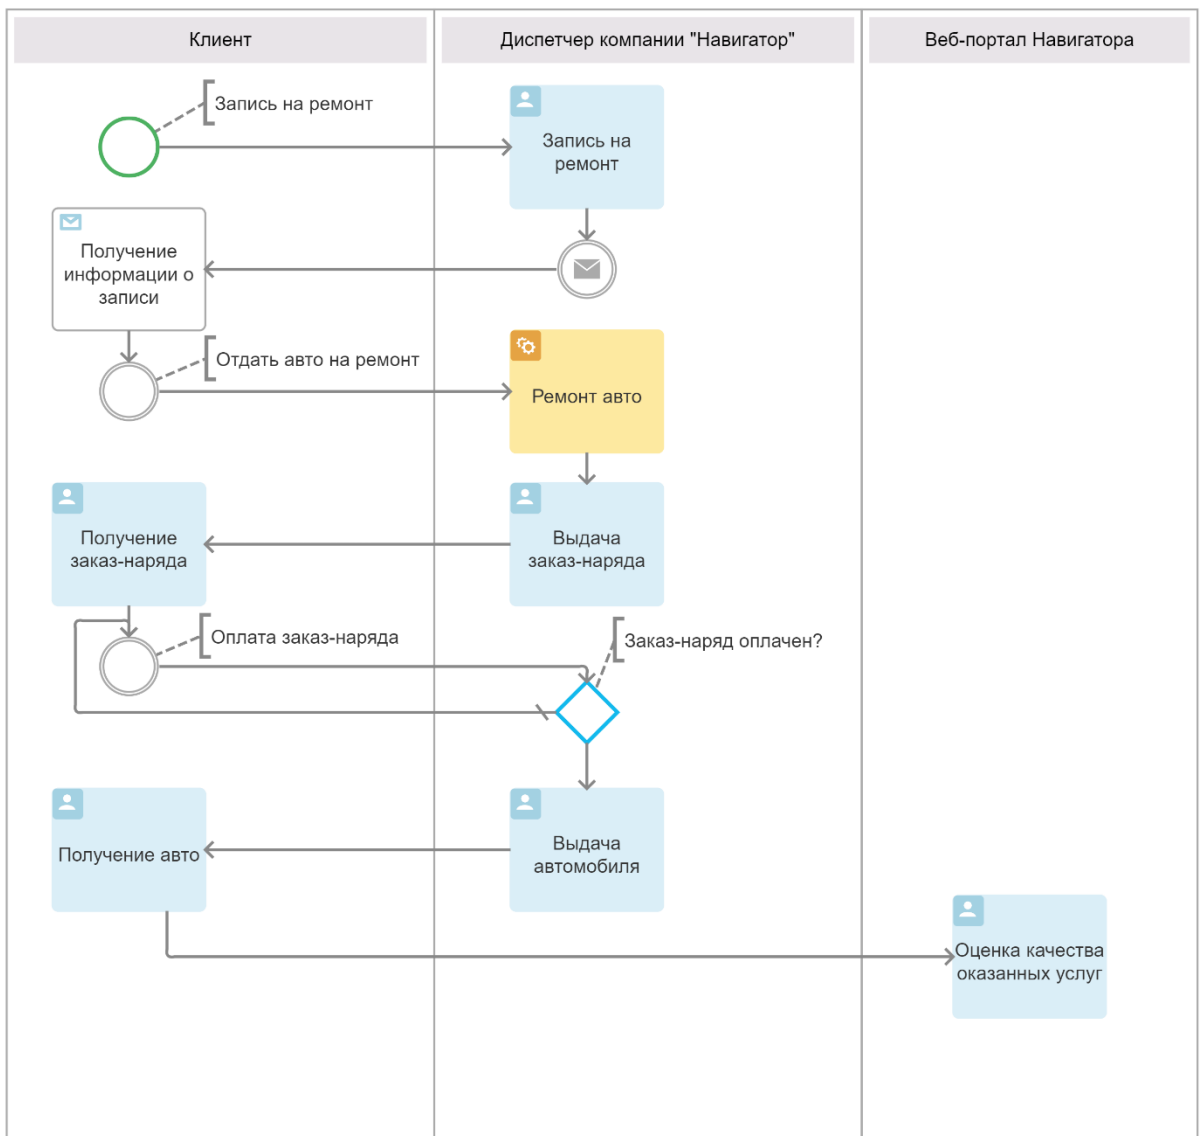 Клиент
Диспетчер компании "Навигатор"
Веб-портал Навигатора
Запись на ремонт
Запись на
ремонт
Получение
информации о
записи
Отдать авто на ремонт
Ремонт авто
Получение
заказ-наряда
Выдача
заказ-наряда
Оплата заказ-наряда
Заказ-наряд оплачен?
Получение авто
Выдача
автомобиля
Оценка качества
оказанных услуг